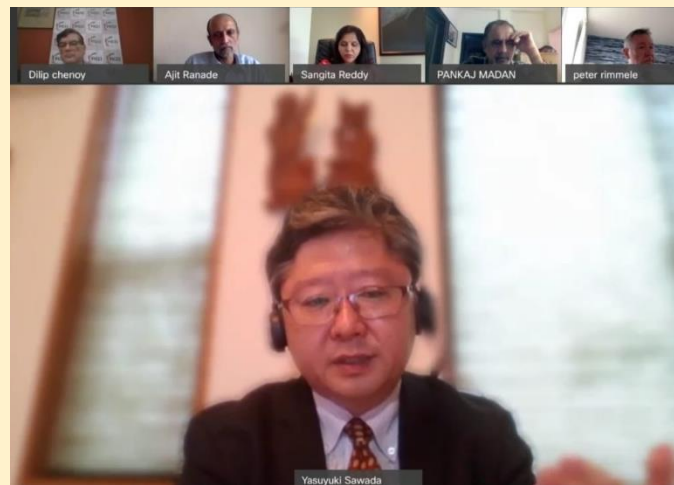 Dilip chenoy
Ajit Ranade
Sangita Reddy
PANKAJ MADAN
peter rimmele
Yasuyuki Sawada